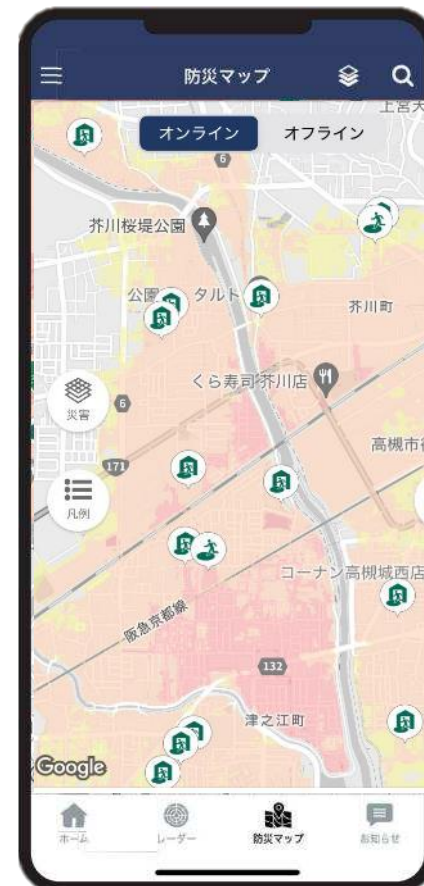 防災マップ
上宮天
オンライン
オフライン
6
芥川桜堤公園
公園
タルト
芥川町
くら寿司 芥川店
災害
6
高槻市
171
凡例
コーナン高槻城西店
阪急京都線
132
津之江町
Google
ホーム
レーダー
防災マップ
お知らせ